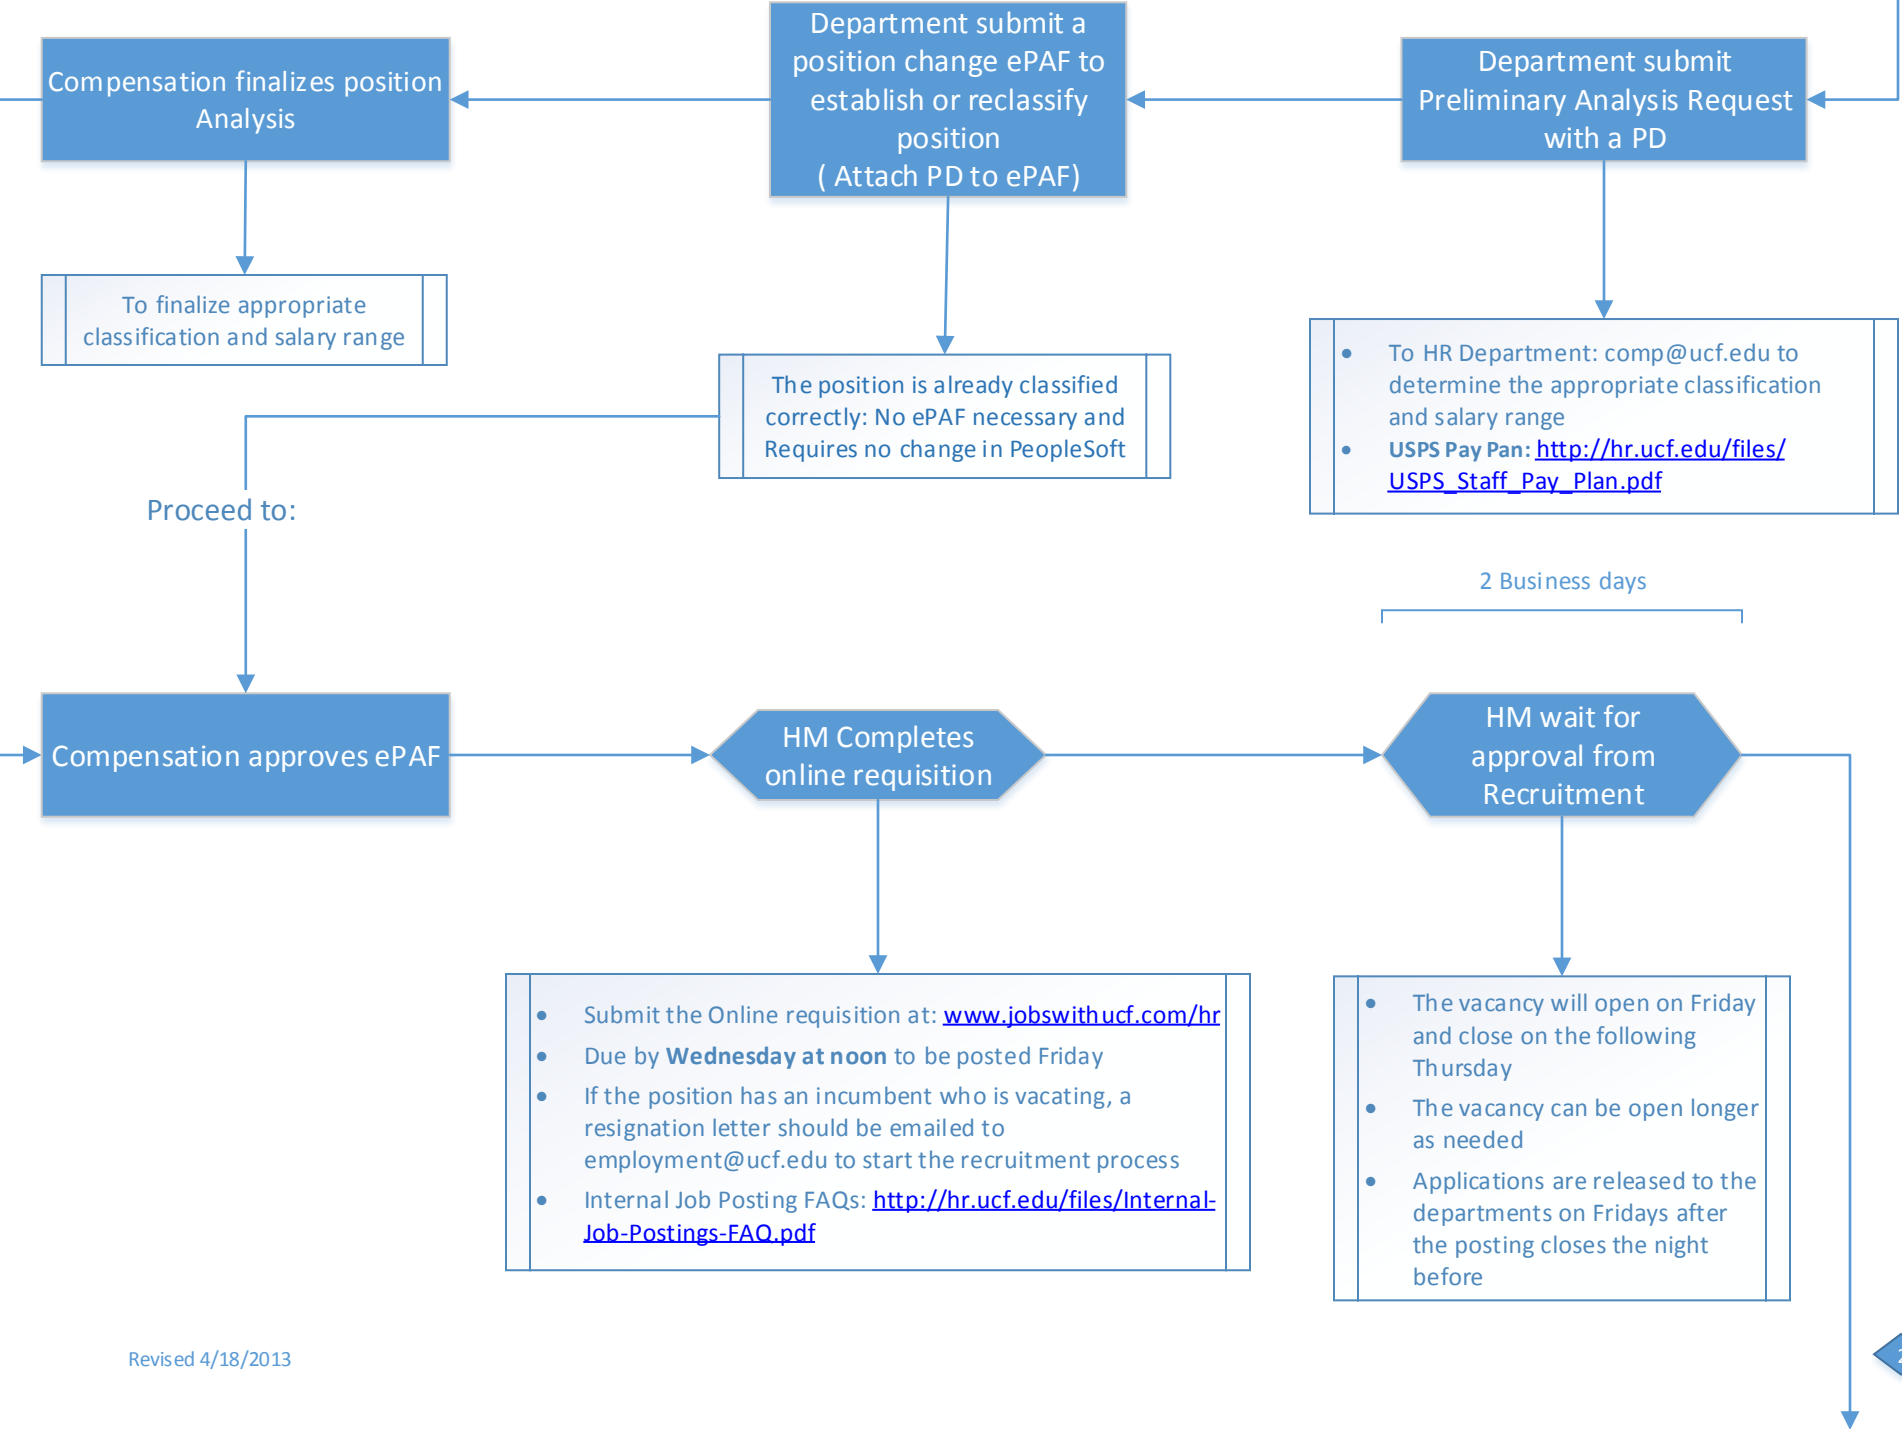 Compensation finalizes position
Analysis
Department submit a
position change ePAF to
establish or reclassify
position
( Attach PD to ePAF)
Department submit
Preliminary Analysis Request
with a PD
To finalize appropriate
classification and salary range
The position is already classified
correctly: No ePAF necessary and
Requires no change in PeopleSoft
• To HR Department: comp@ucf.edu to
determine the appropriate classification
and salary range
• USPS Pay Pan: http://hr.ucf.edu/files/
USPS_Staff_Pay_Plan.pdf
Proceed to:
2 Business days
Compensation approves ePAF
HM Completes
online requisition
HM wait for
approval from
Recruitment
• Submit the Online requisition at: www.jobswithucf.com/hr
• Due by Wednesday at noon to be posted Friday
• If the position has an incumbent who is vacating, a
resignation letter should be emailed to
employment@ucf.edu to start the recruitment process
• Internal Job Posting FAQs: http://hr.ucf.edu/files/Internal-
Job-Postings-FAQ.pdf
• The vacancy will open on Friday
and close on the following
Thursday
• The vacancy can be open longer
as needed
• Applications are released to the
departments on Fridays after
the posting closes the night
before
Revised 4/18/2013